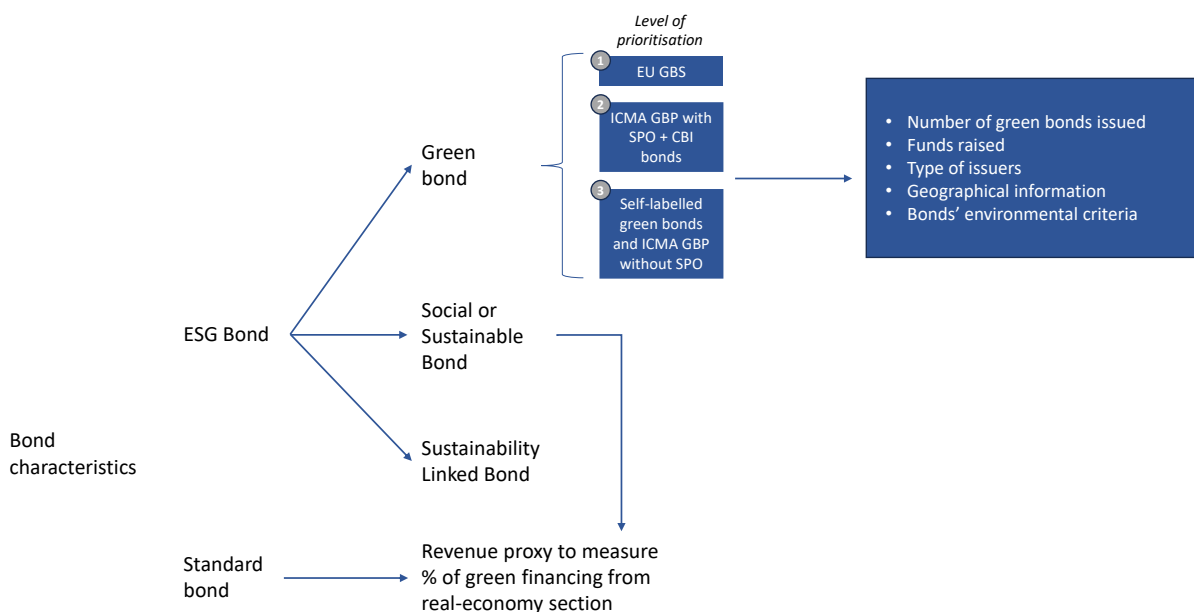 Level of
prioritisation
1
EU GBS
2
ICMA GBP with
SPO + CBI
bonds
3
Self-labelled
green bonds
and ICMA GBP
without SPO
• Number of green bonds issued
• Funds raised
• Type of issuers
• Geographical information
• Bonds’ environmental criteria
Green
bond
ESG Bond
Social or
Sustainable
Bond
Bond
characteristics
Sustainability
Linked Bond
Standard
bond
Revenue proxy to measure
% of green financing from
real-economy section